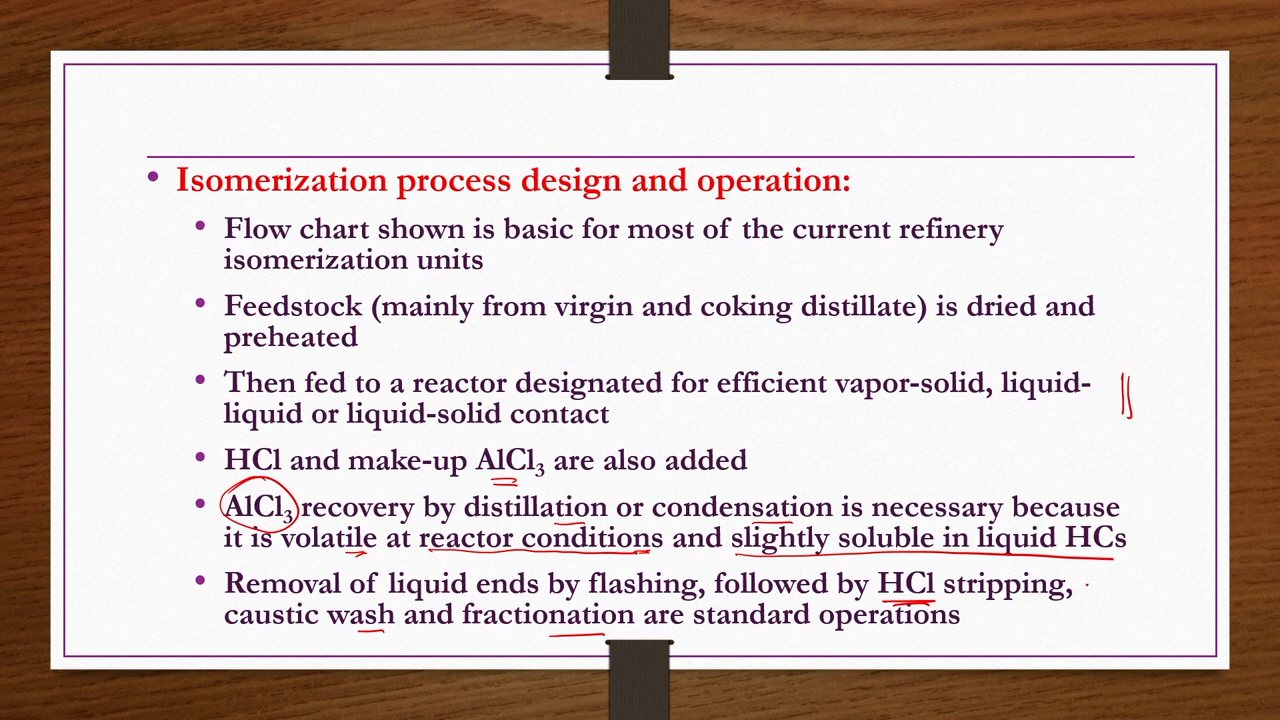 • Isomerization process design and operation:
• Flow chart shown is basic for most of the current refinery
isomerization units
• Feedstock (mainly from virgin and coking distillate) is dried and
preheated
• Then fed to a reactor designated for efficient vapor-solid, liquid-
liquid or liquid-solid contact
• HCl and make-up AlCl₃ are also added
• AlCl₃ recovery by distillation or condensation is necessary because
it is volatile at reactor conditions and slightly soluble in liquid HCs
• Removal of liquid ends by flashing, followed by HCl stripping,
caustic wash and fractionation are standard operations